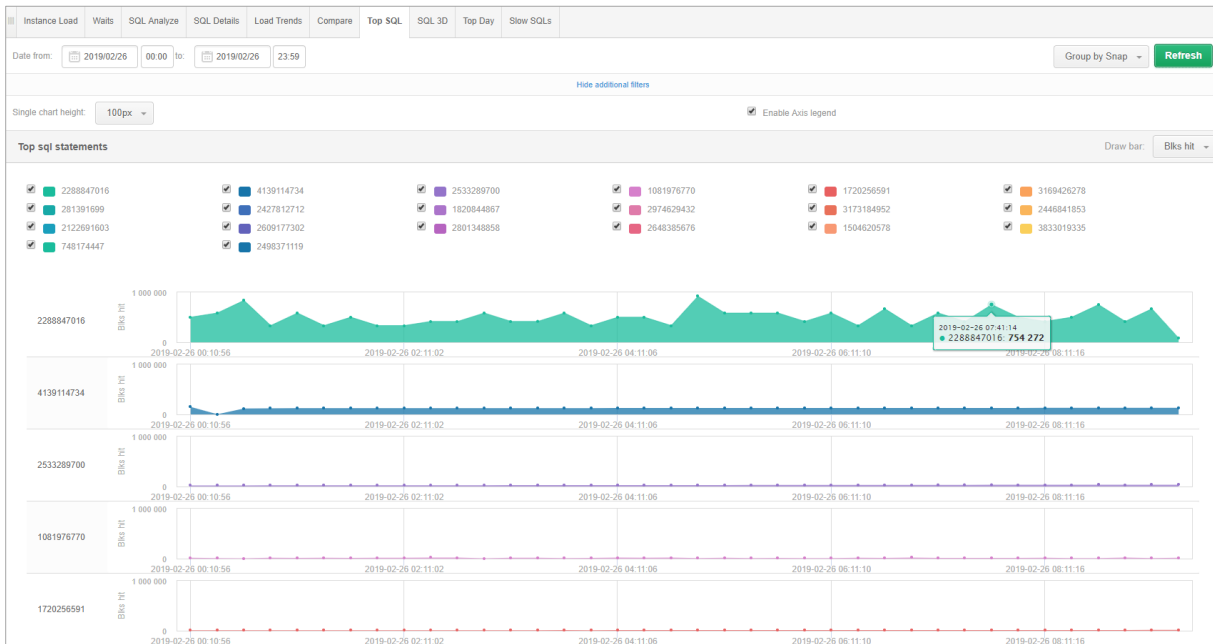 Instance Load Waits SQL Analyze SQL Details Load Trends Compare Top SQL SQL 3D Top Day Slow SQLs
Date from: 2019/02/26 00:00 to: 2019/02/26 23:59 Group by Snap Refresh
Hide additional filters
Single chart height: 100px Enable Axis legend
Top sql statements Draw bar: Blks hit
2288847016 4139114734 2533289700 1081976770 1720256591 3169426278
281391699 2427812712 1820844867 2974629432 3173184952 2446841853
2122691603 2609177302 2801348858 2648385676 1504620578 3833019335
748174447 2498371119
1 000 000
2288847016 Blks hit
2019-02-26 07:41:14
2288847016: 754 272
0
2019-02-26 00:10:56 2019-02-26 02:11:02 2019-02-26 04:11:06 2019-02-26 06:11:10 2019-02-26 08:11:16
1 000 000
4139114734 Blks hit
0
2019-02-26 00:10:56 2019-02-26 02:11:02 2019-02-26 04:11:06 2019-02-26 06:11:10 2019-02-26 08:11:16
1 000 000
2533289700 Blks hit
0
2019-02-26 00:10:56 2019-02-26 02:11:02 2019-02-26 04:11:06 2019-02-26 06:11:10 2019-02-26 08:11:16
1 000 000
1081976770 Blks hit
0
2019-02-26 00:10:56 2019-02-26 02:11:02 2019-02-26 04:11:06 2019-02-26 06:11:10 2019-02-26 08:11:16
1 000 000
1720256591 Blks hit
0
2019-02-26 00:10:56 2019-02-26 02:11:02 2019-02-26 04:11:06 2019-02-26 06:11:10 2019-02-26 08:11:16